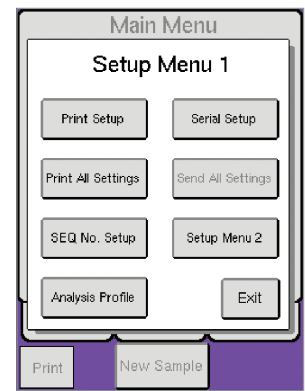 Main Menu
Setup Menu 1
Print Setup
Serial Setup
Print All Settings
Send All Settings
SEQ No. Setup
Setup Menu 2
Analysis Profile
Exit
Print
New Sample